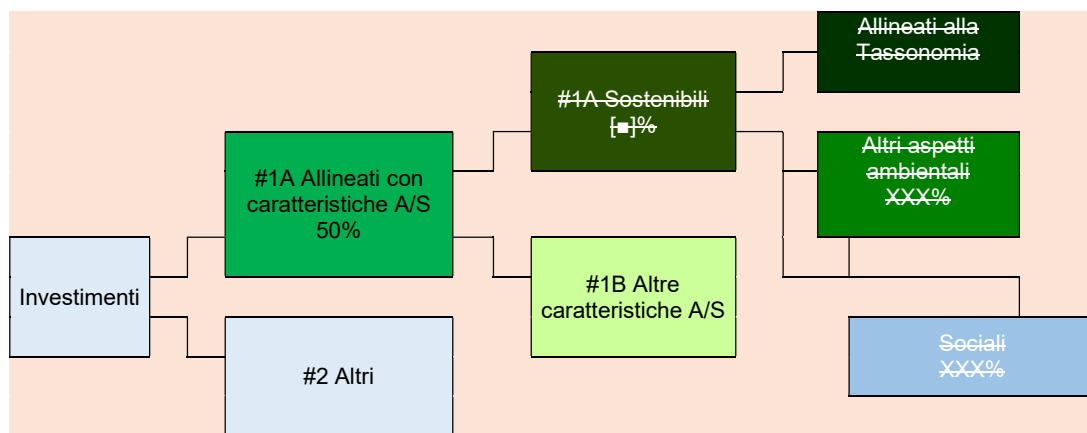 Allineati alla
Tassonomia
#1A Sostenibili
[■]%
#1A Allineati con
caratteristiche A/S
50%
Altri aspetti
ambientali
XXX%
Investimenti
#1B Altre
caratteristiche A/S
#2 Altri
Sociali
XXX%